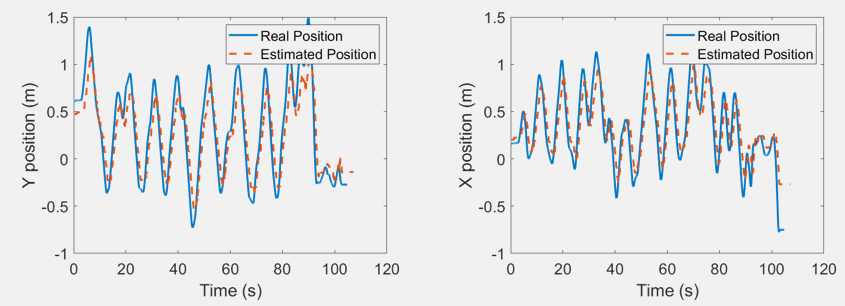 1.5
1
0.5
0
-0.5
-1
Y position (m)
0 20 40 60 80 100 120
Time (s)
Real Position
Estimated Position
1.5
1
0.5
0
-0.5
-1
X position (m)
0 20 40 60 80 100 120
Time (s)
Real Position
Estimated Position